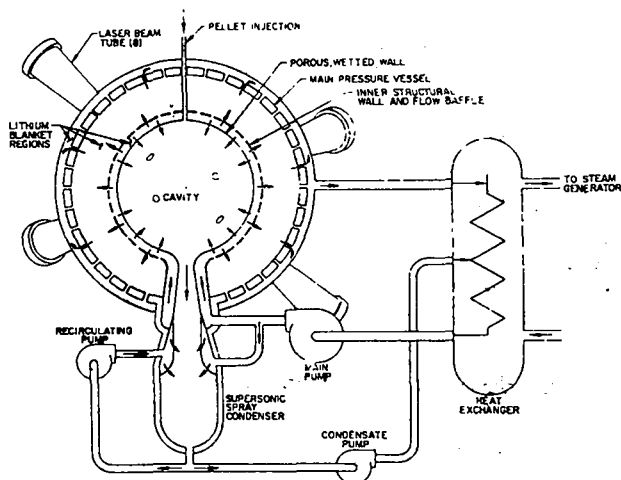 LASER BEAM
TUBE (8)
PELLET INJECTION
POROUS, WETTED WALL
MAIN PRESSURE VESSEL
INNER STRUCTURAL
WALL AND FLOW BAFFLE
LITHIUM
BLANKET
REGIONS
CAVITY
TO STEAM
GENERATOR
RECIRCULATING
PUMP
MAIN
PUMP
SUPERSONIC
SPRAY
CONDENSER
HEAT
EXCHANGER
CONDENSATE PUMP